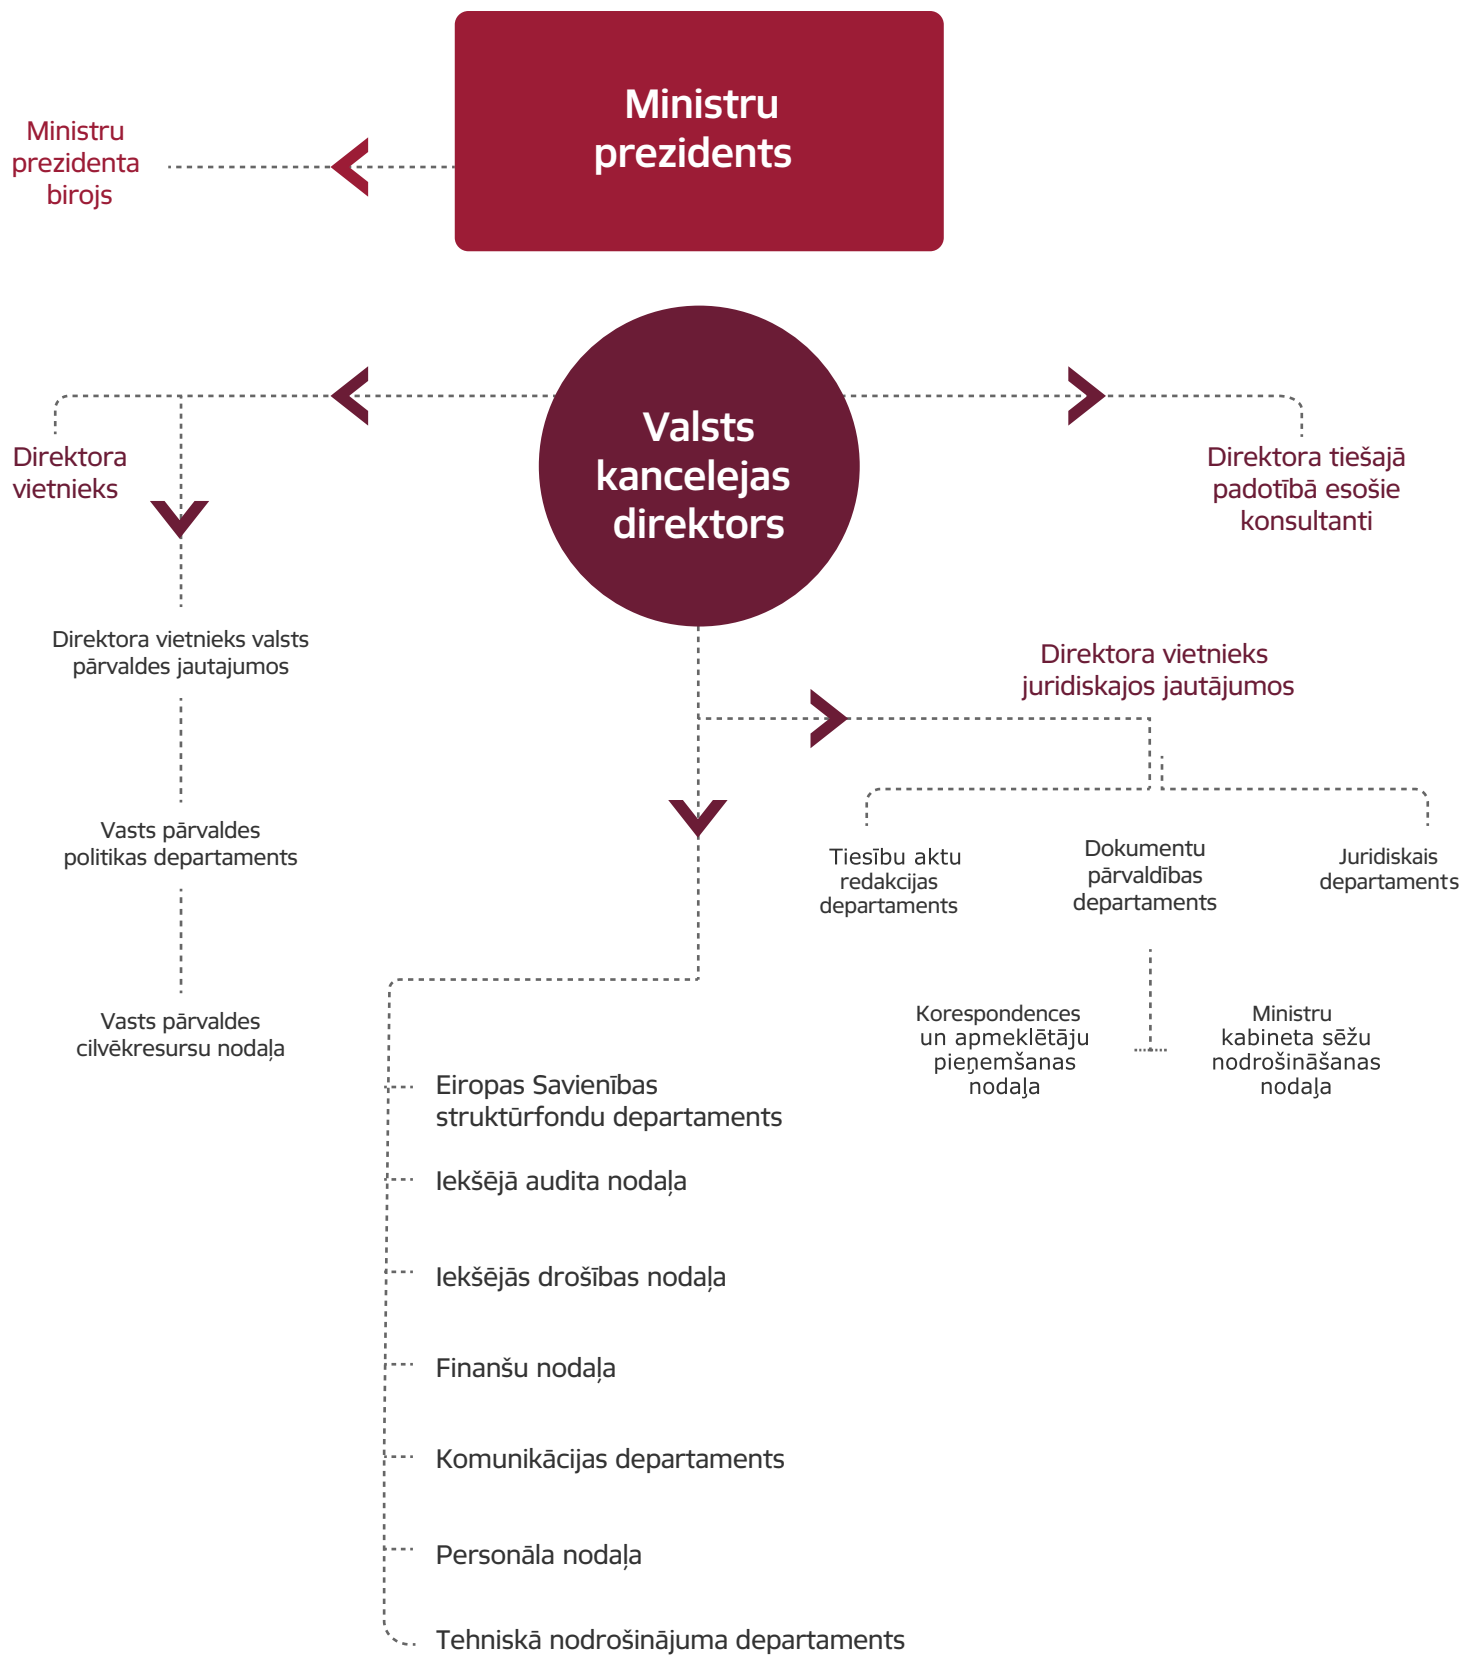 Ministru
prezidents
Ministru
prezidenta
birojs
Valsts
kancelejas
direktors
Direktora
vietnieks
Direktora tiešajā
padotībā esošie
konsultanti
Direktora vietnieks valsts
pārvaldes jautajumos
Vasts pārvaldes
politikas departaments
Vasts pārvaldes
cilvēkresursu nodaļa
Direktora vietnieks
juridiskajos jautājumos
Tiesību aktu
redakcijas
departaments
Dokumentu
pārvaldības
departaments
Juridiskais
departaments
Korespondences
un apmeklētāju
pieņemšanas
nodaļa
Ministru
kabineta sēžu
nodrošināšanas
nodaļa
Eiropas Savienības
struktūrfondu departaments
Iekšējā audita nodaļa
Iekšējās drošības nodaļa
Finanšu nodaļa
Komunikācijas departaments
Personāla nodaļa
Tehniskā nodrošinājuma departaments